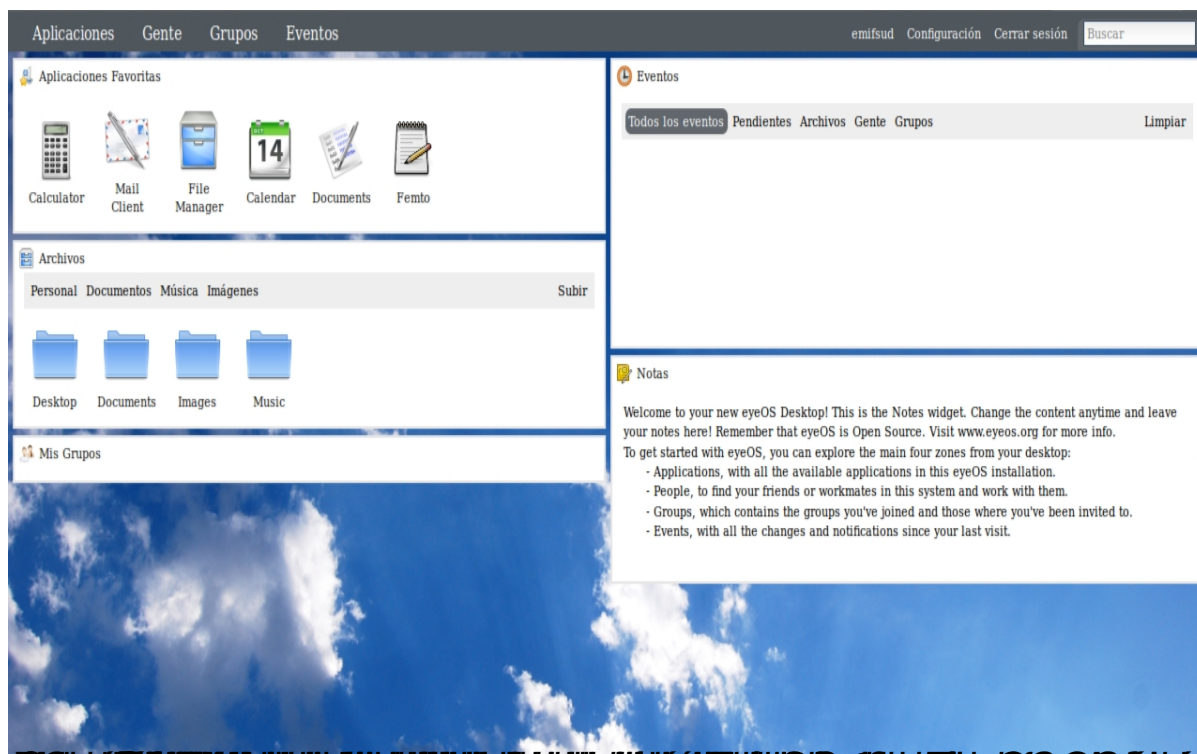 Aplicaciones Gente Grupos Eventos emifsud Configuración Cerrar sesión Buscar
Aplicaciones Favoritas
Calculator
Mail
Client
File
Manager
14
Calendar
Documents
Femto
Archivos
Personal Documentos Música Imágenes Subir
Desktop Documents Images Music
Mis Grupos
Eventos
Todos los eventos Pendientes Archivos Gente Grupos Limpiar
Notas
Welcome to your new eyeOS Desktop! This is the Notes widget. Change the content anytime and leave
your notes here! Remember that eyeOS is Open Source. Visit www.eyeos.org for more info.
To get started with eyeOS, you can explore the main four zones from your desktop:
- Applications, with all the available applications in this eyeOS installation.
- People, to find your friends or workmates in this system and work with them.
- Groups, which contains the groups you've joined and those where you've been invited to.
- Events, with all the changes and notifications since your last visit.